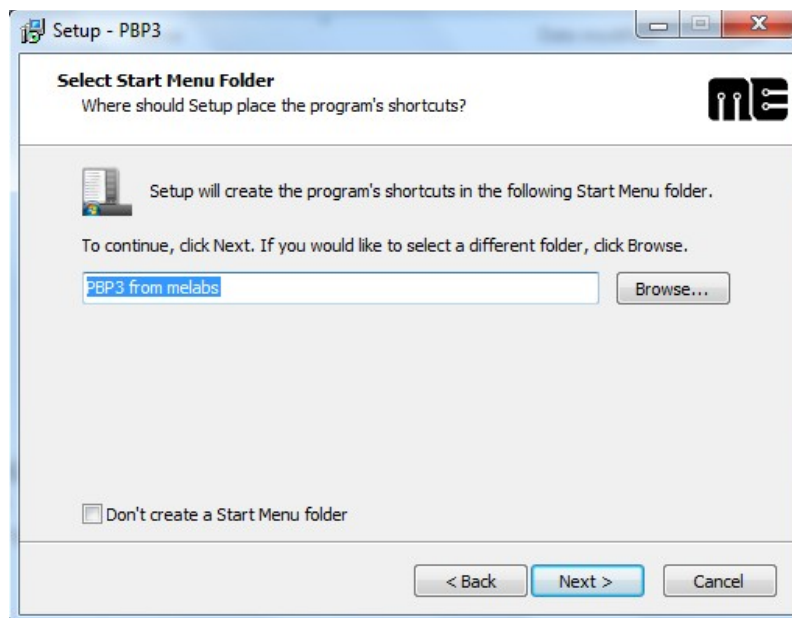 Setup - PBP3
Select Start Menu Folder
Where should Setup place the program's shortcuts?
ME
Setup will create the program's shortcuts in the following Start Menu folder.
To continue, click Next. If you would like to select a different folder, click Browse.
PBP3 from melabs
Browse...
Don't create a Start Menu folder
< Back
Next >
Cancel